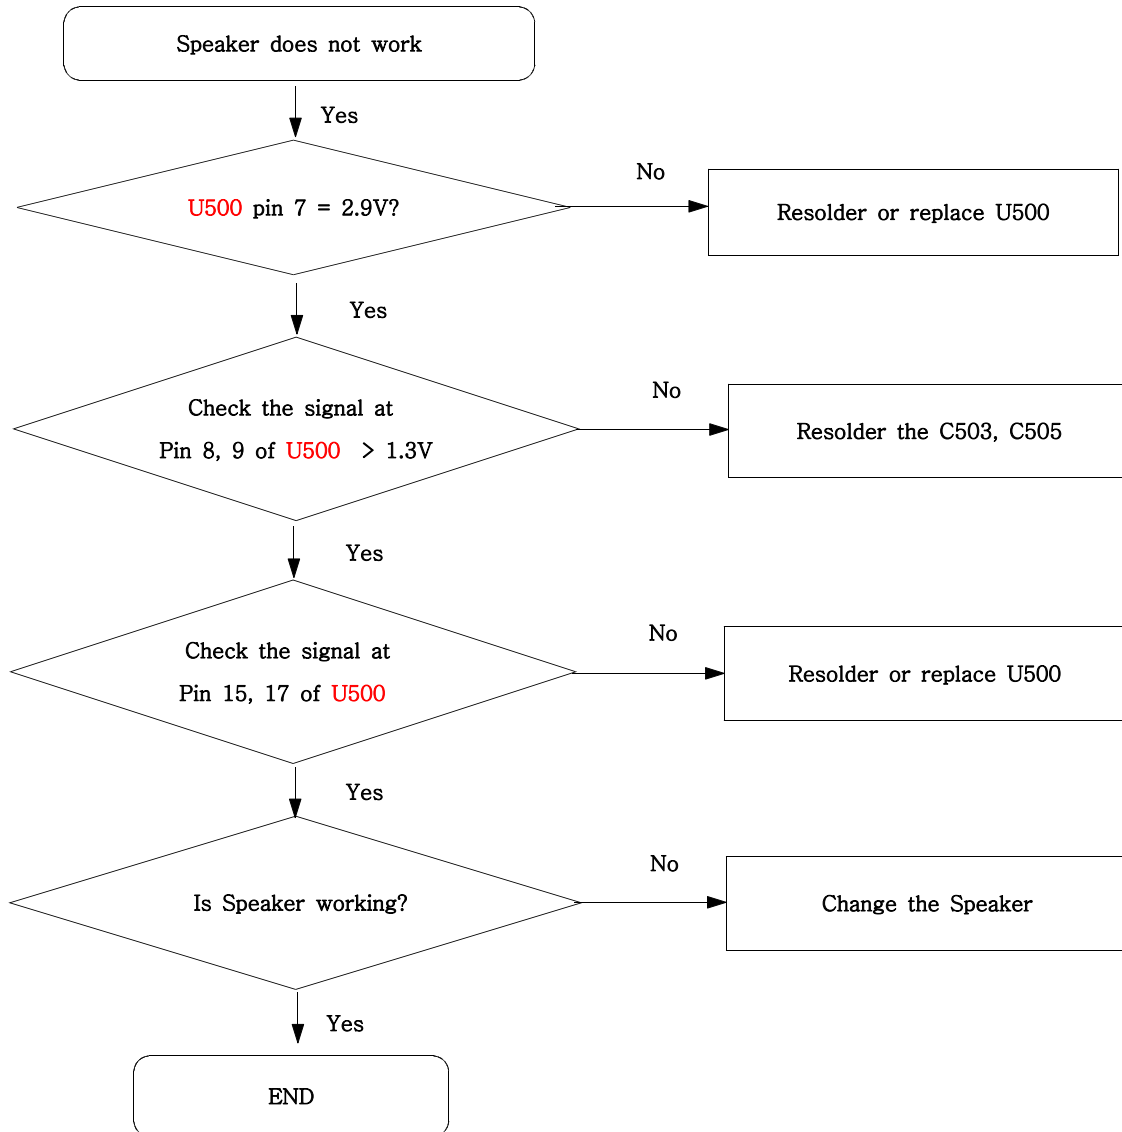 Speaker does not work
Yes
No
U500 pin 7 = 2.9V?
Resolder or replace U500
Yes
No
Check the signal at
Pin 8, 9 of U500 > 1.3V
Resolder the C503, C505
Yes
No
Check the signal at
Pin 15, 17 of U500
Resolder or replace U500
Yes
No
Is Speaker working?
Change the Speaker
Yes
END